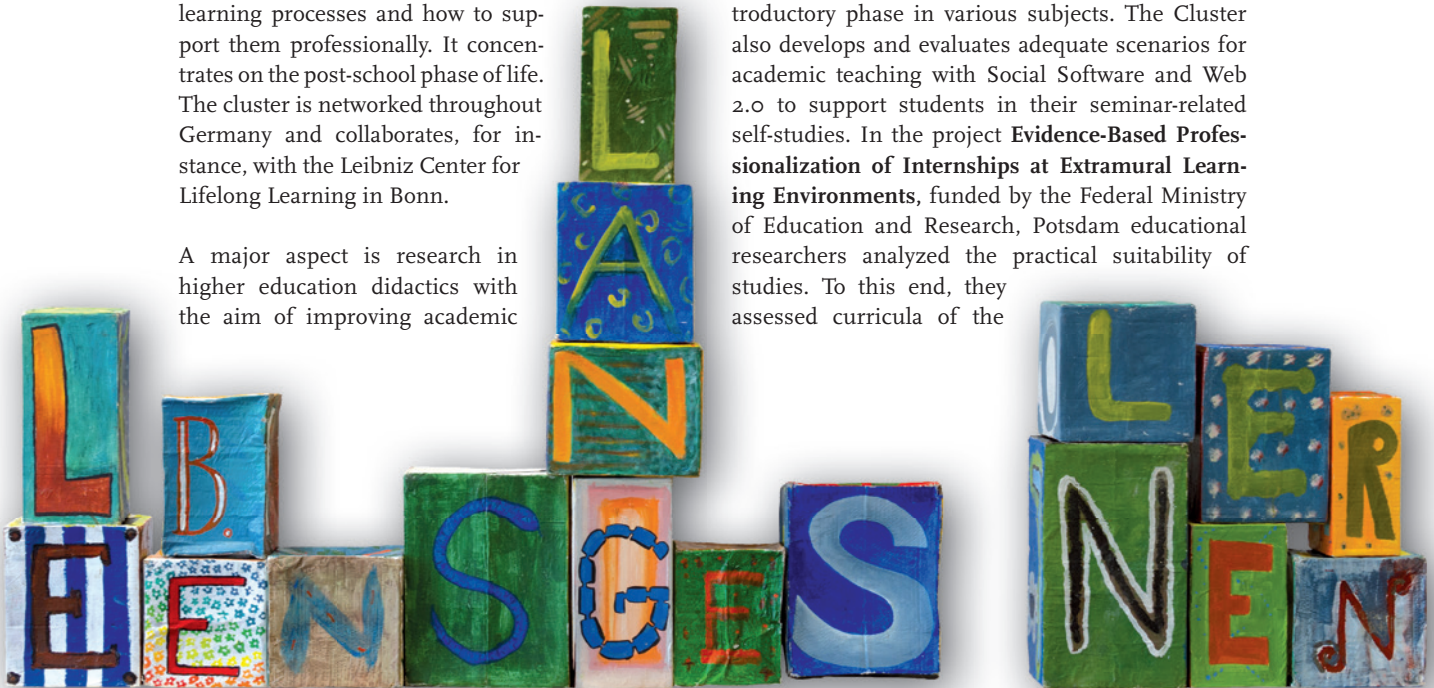 learning processes and how to sup-
port them professionally. It concen-
trates on the post-school phase of life.
The cluster is networked throughout
Germany and collaborates, for in-
stance, with the Leibniz Center for
Lifelong Learning in Bonn.
A major aspect is research in
higher education didactics with
the aim of improving academic
troductory phase in various subjects. The Cluster
also develops and evaluates adequate scenarios for
academic teaching with Social Software and Web
2.0 to support students in their seminar-related
self-studies. In the project Evidence-Based Profes-
sionalization of Internships at Extramural Learn-
ing Environments, funded by the Federal Ministry
of Education and Research, Potsdam educational
researchers analyzed the practical suitability of
studies. To this end, they
assessed curricula of the
LEB.ENSLANGES
LERNEN